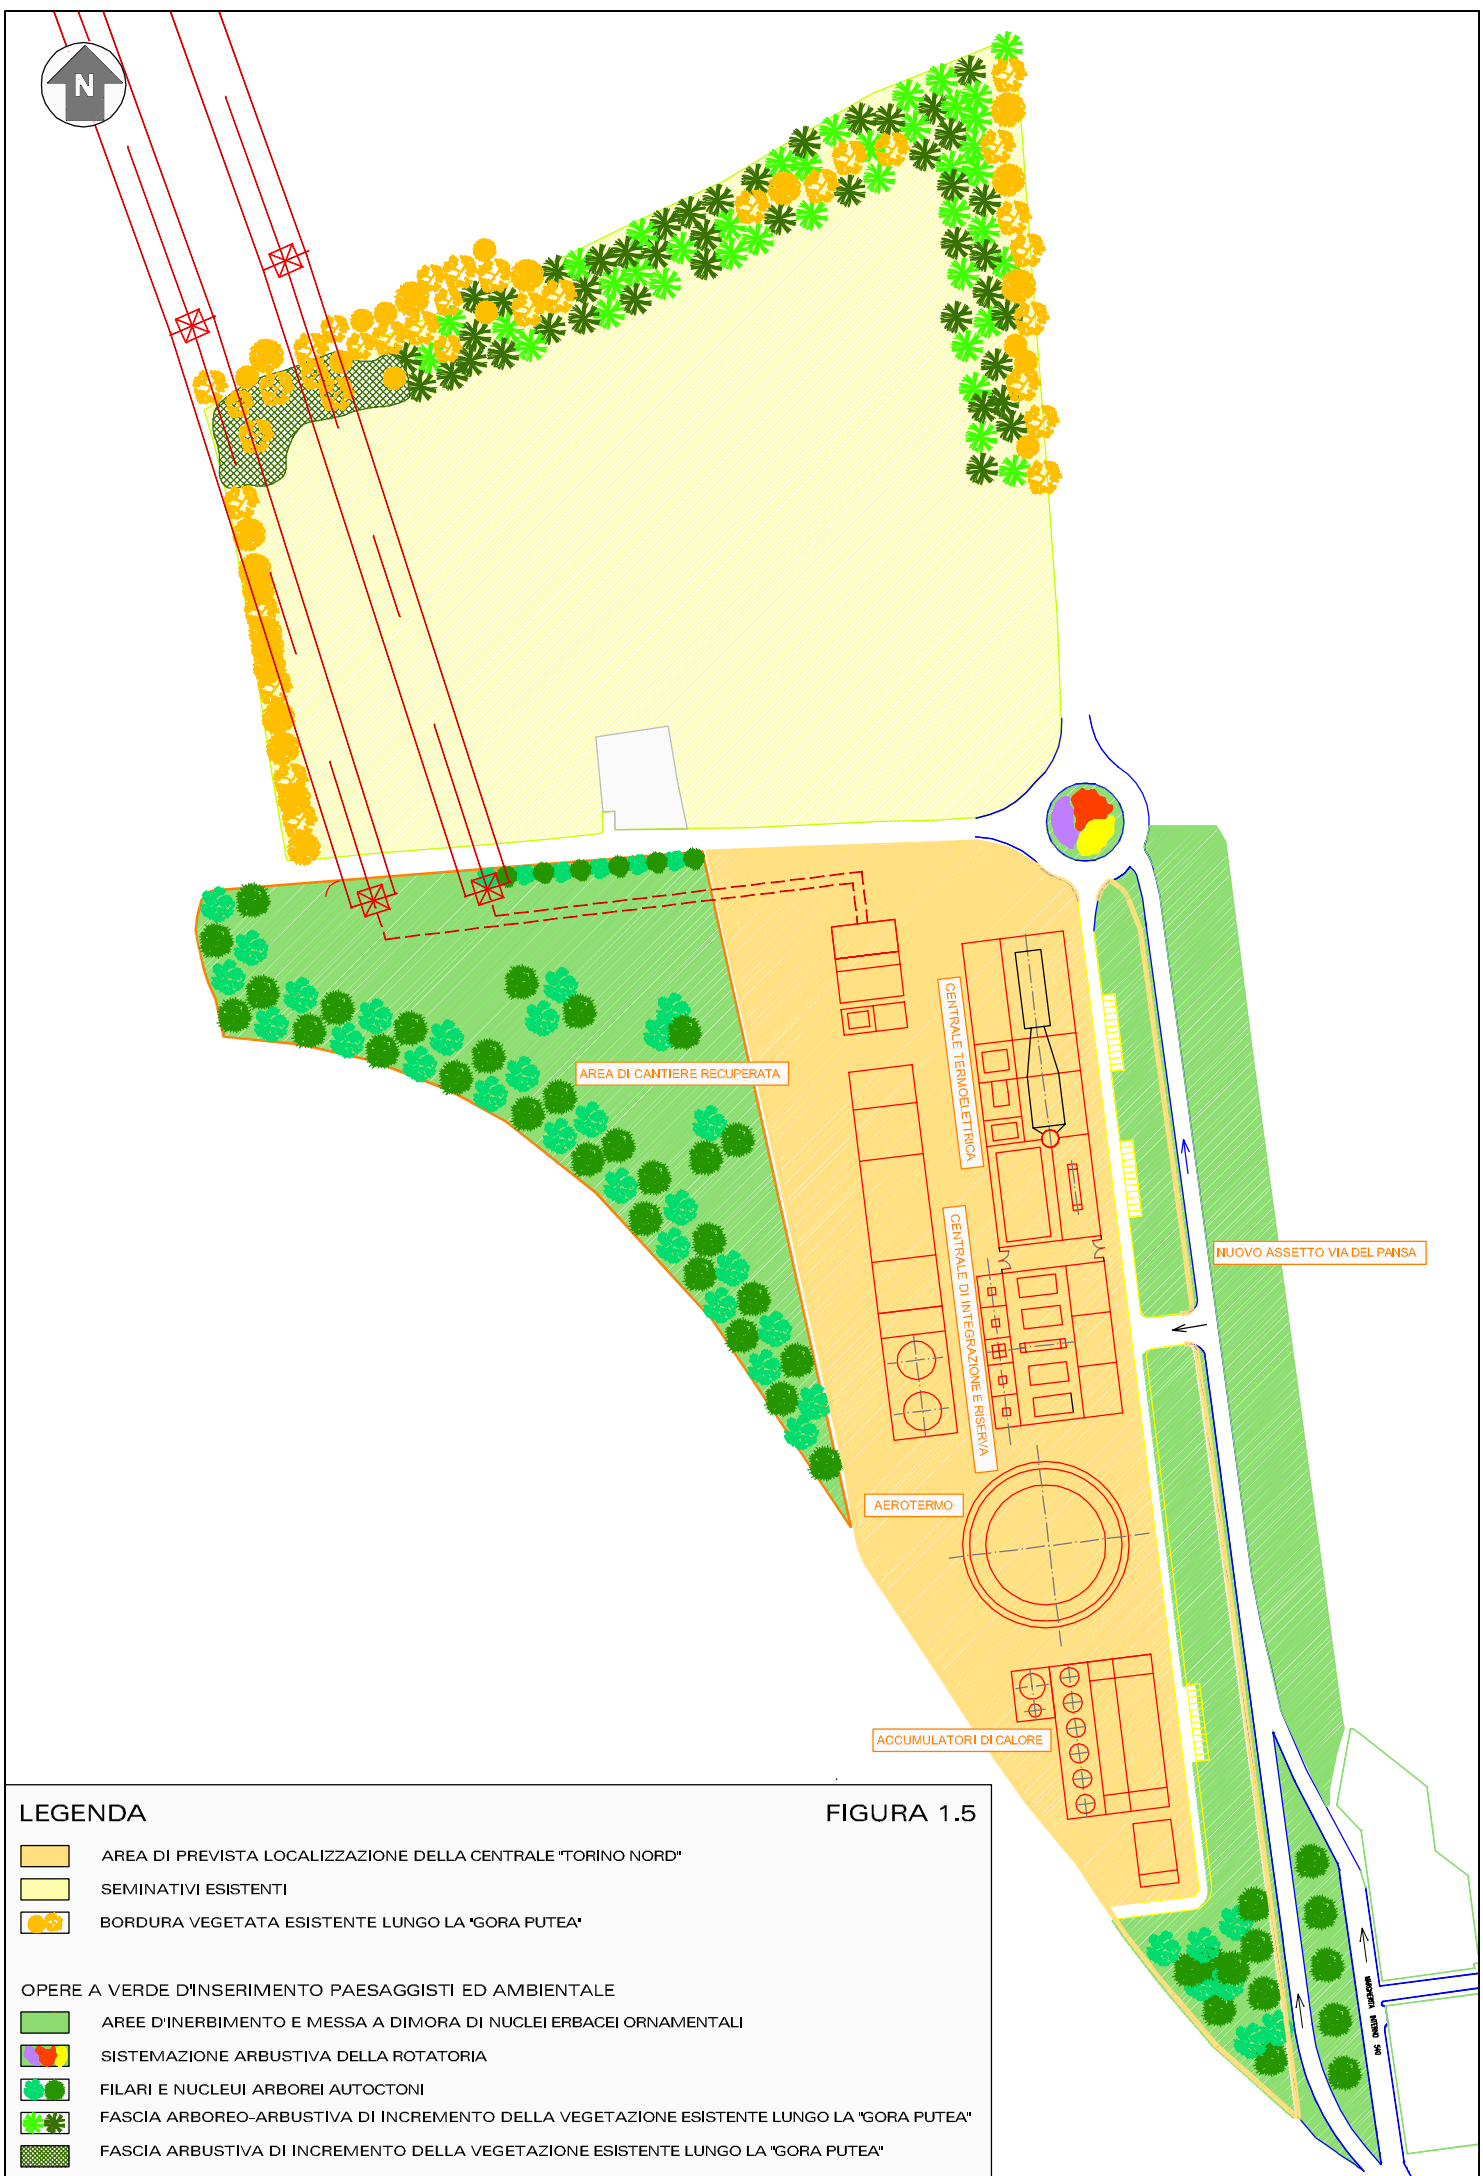 N
AREA DI CANTIERE RECUPERATA
CENTRALE TERMOELETTRICA
CENTRALE DI INTEGRAZIONE E RISERVA
NUOVO ASSETTO VIA DEL PANSA
AEROTERMO
ACCUMULATORI DI CALORE
LEGENDA
FIGURA 1.5
AREA DI PREVISTA LOCALIZZAZIONE DELLA CENTRALE "TORINO NORD"
SEMINATIVI ESISTENTI
BORDURA VEGETATA ESISTENTE LUNGO LA "GORA PUTEA"
OPERE A VERDE D'INSERIMENTO PAESAGGISTI ED AMBIENTALE
AREE D'INERBIMENTO E MESSA A DIMORA DI NUCLEI ERBACEI ORNAMENTALI
SISTEMAZIONE ARBUSTIVA DELLA ROTATORIA
FILARI E NUCLEUI ARBOREI AUTOCTONI
FASCIA ARBOREO-ARBUSTIVA DI INCREMENTO DELLA VEGETAZIONE ESISTENTE LUNGO LA "GORA PUTEA"
FASCIA ARBUSTIVA DI INCREMENTO DELLA VEGETAZIONE ESISTENTE LUNGO LA "GORA PUTEA"